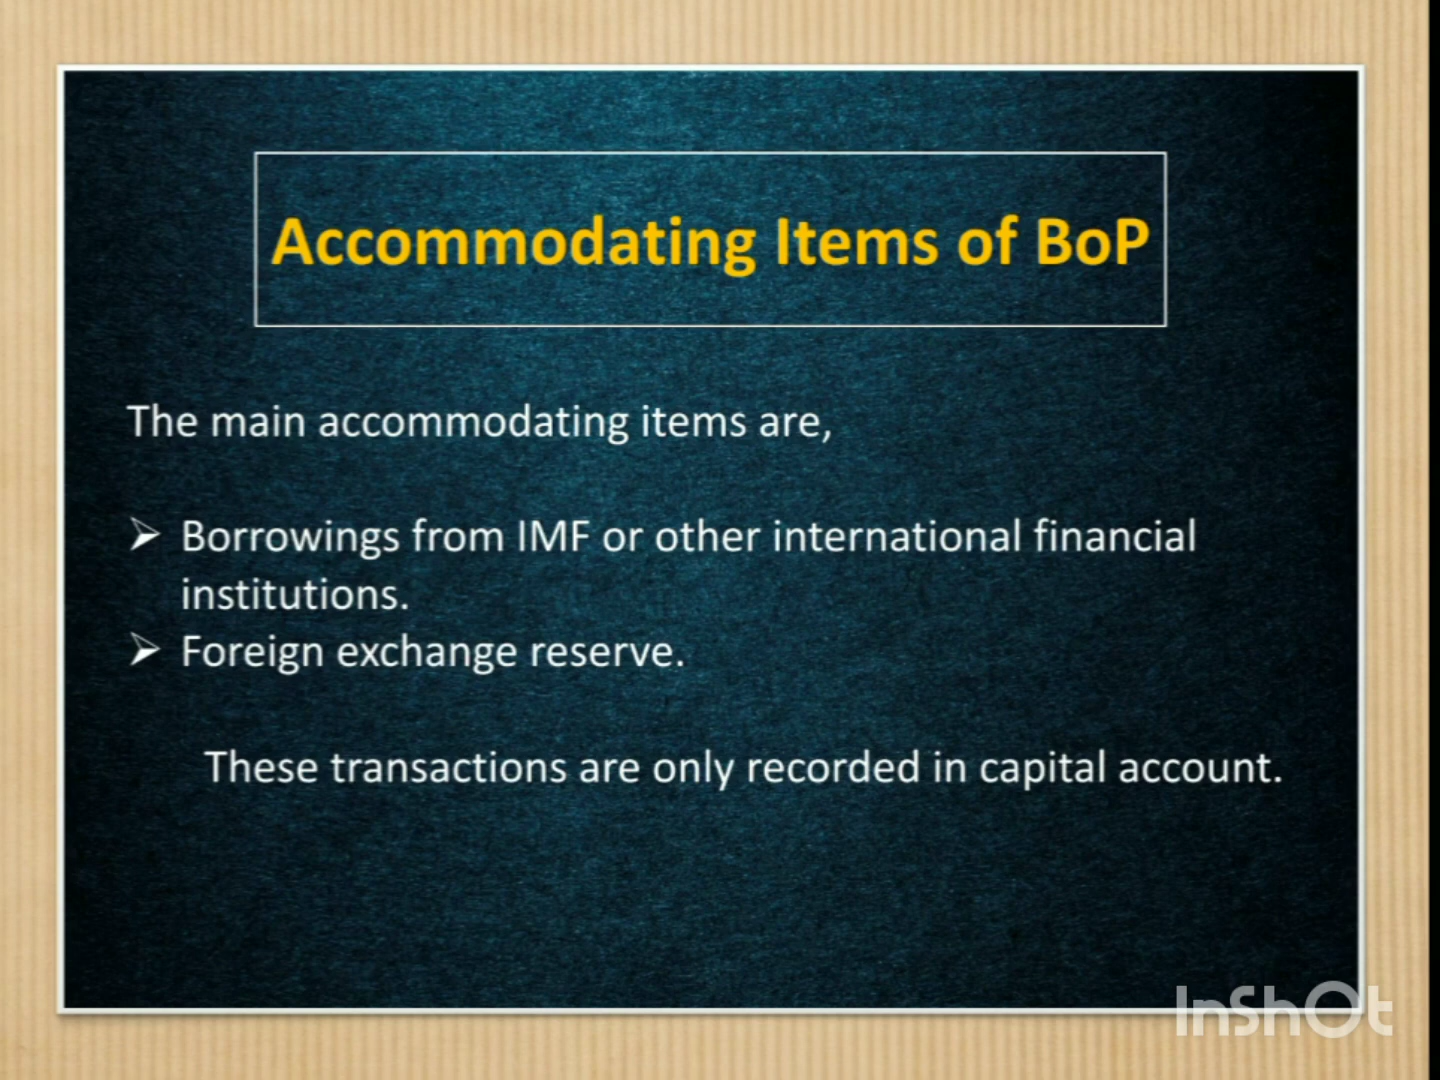 Accommodating Items of BoP
The main accommodating items are,
➢ Borrowings from IMF or other international financial
institutions.
➢ Foreign exchange reserve.
These transactions are only recorded in capital account.
InShOt